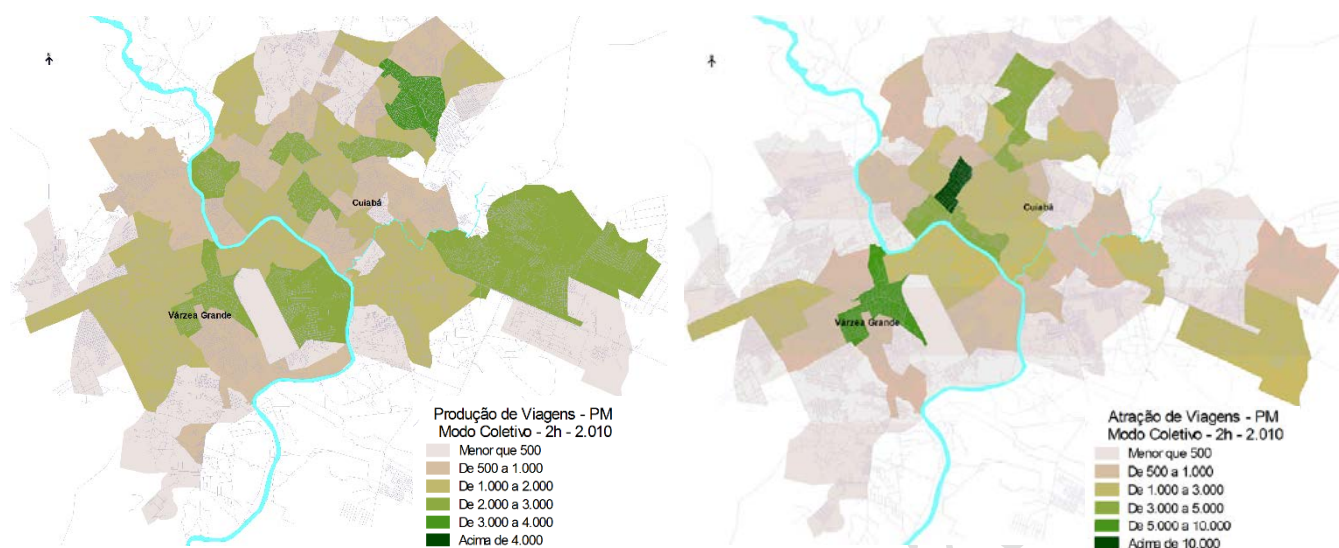 Cuiabá
Várzea Grande
Produção de Viagens - PM
Modo Coletivo - 2h - 2.010
Menor que 500
De 500 a 1.000
De 1.000 a 2.000
De 2.000 a 3.000
De 3.000 a 4.000
Acima de 4.000
Cuiabá
Várzea Grande
Atração de Viagens - PM
Modo Coletivo - 2h - 2.010
Menor que 500
De 500 a 1.000
De 1.000 a 3.000
De 3.000 a 5.000
De 5.000 a 10.000
Acima de 10.000